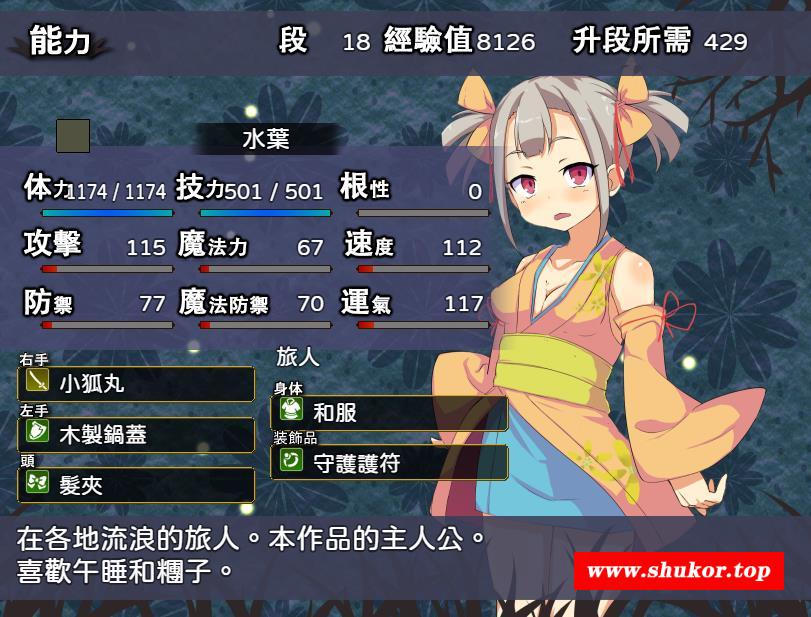 能力 段 18 經驗值 8126 升段所需 429
水葉
体力 1174 / 1174 技力 501 / 501 根性 0
攻擊 115 魔法力 67 速度 112
防禦 77 魔法防禦 70 運氣 117
旅人
右手
小狐丸
左手
木製鍋蓋
頭
髮夾
身体
和服
装飾品
守護護符
在各地流浪的旅人。本作品的主人公。
喜歡午睡和糰子。
www.shukor.top